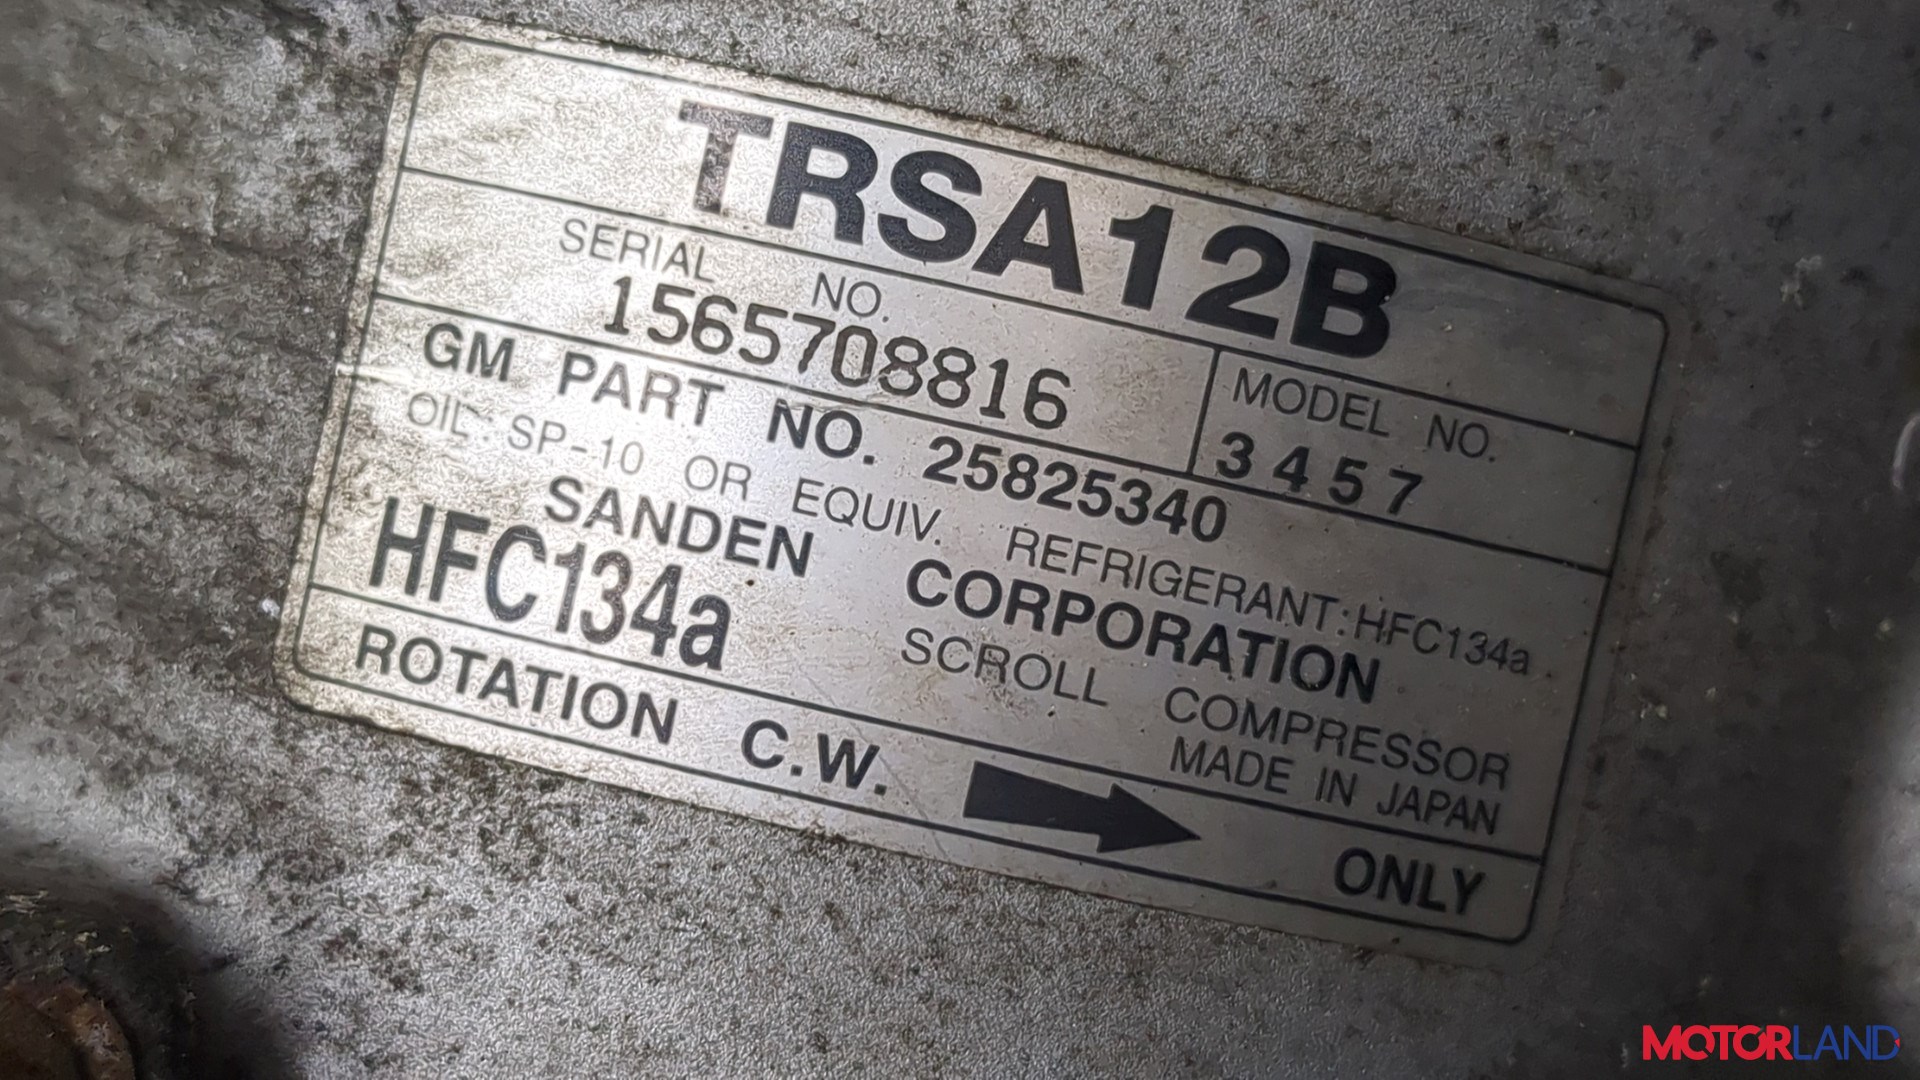 TRSA12B
SERIAL NO.
1565708816
MODEL NO.
3457
GM PART NO. 25825340
OIL: SP-10 OR EQUIV. REFRIGERANT:HFC134a
SANDEN CORPORATION
HFC134a
SCROLL COMPRESSOR
MADE IN JAPAN
ROTATION C.W.
ONLY
MOTORLAND